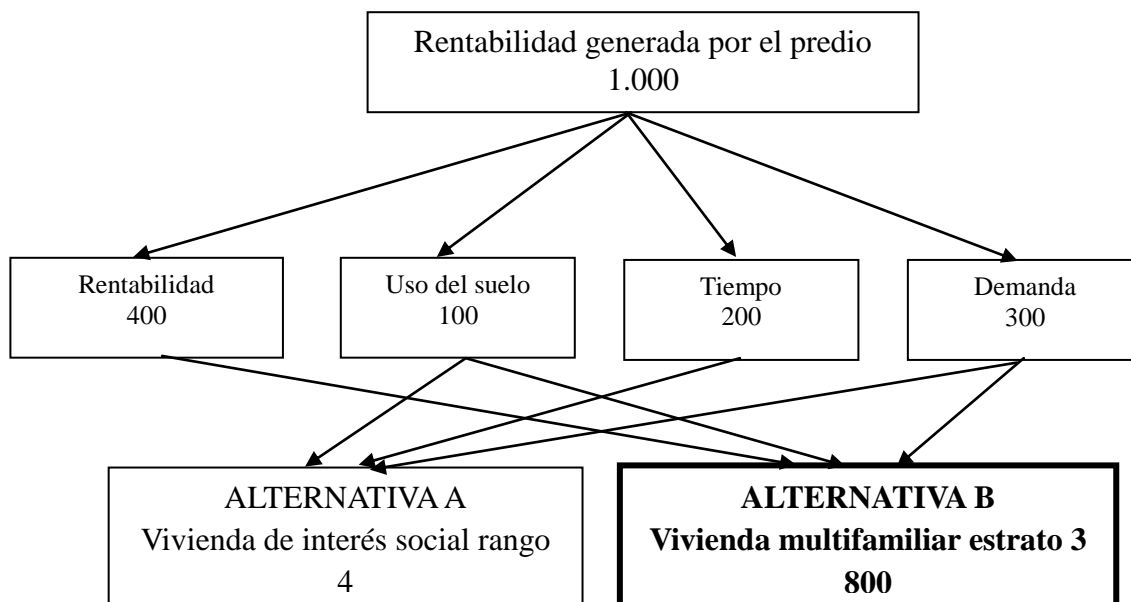 Rentabilidad generada por el predio
1.000
Rentabilidad
400
Uso del suelo
100
Tiempo
200
Demanda
300
ALTERNATIVA A
Vivienda de interés social rango
4
ALTERNATIVA B
Vivienda multifamiliar estrato 3
800